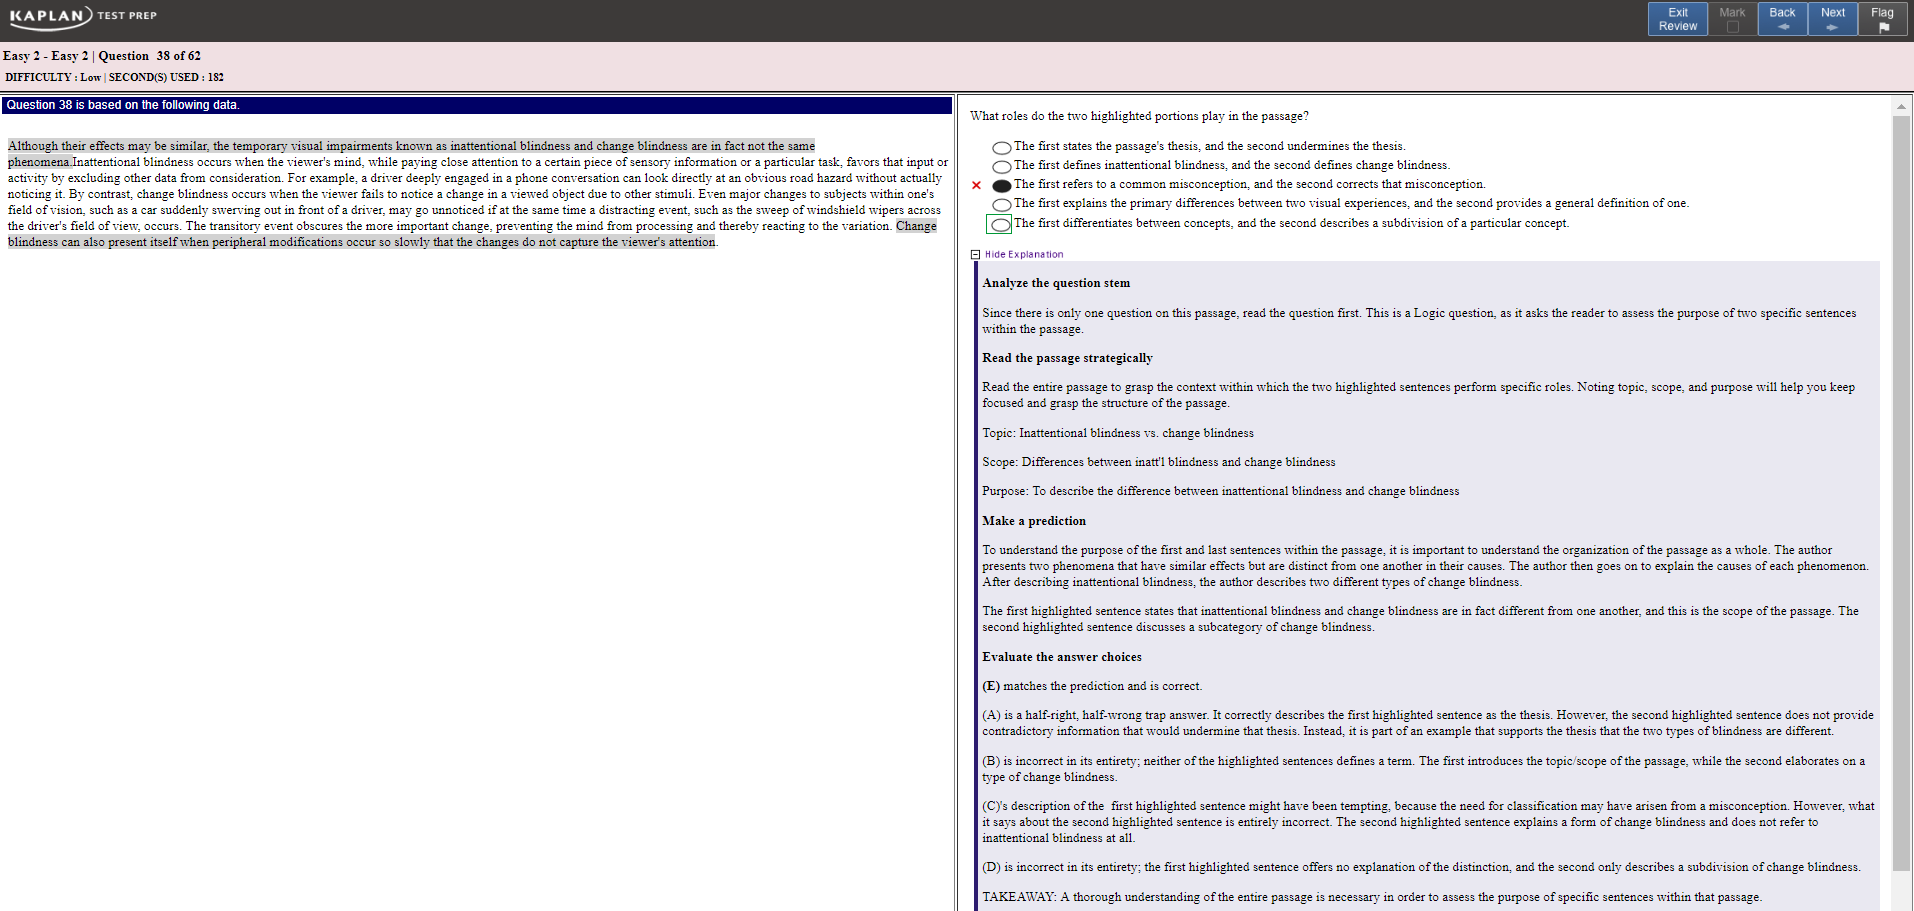 KAPLAN TEST PREP
Exit Review
Mark
Back
Next
Flag
Easy 2 - Easy 2 | Question 38 of 62
DIFFICULTY : Low | SECOND(S) USED : 182
Question 38 is based on the following data.
Although their effects may be similar, the temporary visual impairments known as inattentional blindness and change blindness are in fact not the same
phenomena.Inattentional blindness occurs when the viewer's mind, while paying close attention to a certain piece of sensory information or a particular task, favors that input or
activity by excluding other data from consideration. For example, a driver deeply engaged in a phone conversation can look directly at an obvious road hazard without actually
noticing it. By contrast, change blindness occurs when the viewer fails to notice a change in a viewed object due to other stimuli. Even major changes to subjects within one's
field of vision, such as a car suddenly swerving out in front of a driver, may go unnoticed if at the same time a distracting event, such as the sweep of windshield wipers across
the driver's field of view, occurs. The transitory event obscures the more important change, preventing the mind from processing and thereby reacting to the variation. Change
blindness can also present itself when peripheral modifications occur so slowly that the changes do not capture the viewer's attention.
What roles do the two highlighted portions play in the passage?
The first states the passage's thesis, and the second undermines the thesis.
The first defines inattentional blindness, and the second defines change blindness.
The first refers to a common misconception, and the second corrects that misconception.
The first explains the primary differences between two visual experiences, and the second provides a general definition of one.
The first differentiates between concepts, and the second describes a subdivision of a particular concept.
Hide Explanation
Analyze the question stem
Since there is only one question on this passage, read the question first. This is a Logic question, as it asks the reader to assess the purpose of two specific sentences
within the passage.
Read the passage strategically
Read the entire passage to grasp the context within which the two highlighted sentences perform specific roles. Noting topic, scope, and purpose will help you keep
focused and grasp the structure of the passage.
Topic: Inattentional blindness vs. change blindness
Scope: Differences between inatt'l blindness and change blindness
Purpose: To describe the difference between inattentional blindness and change blindness
Make a prediction
To understand the purpose of the first and last sentences within the passage, it is important to understand the organization of the passage as a whole. The author
presents two phenomena that have similar effects but are distinct from one another in their causes. The author then goes on to explain the causes of each phenomenon.
After describing inattentional blindness, the author describes two different types of change blindness.
The first highlighted sentence states that inattentional blindness and change blindness are in fact different from one another, and this is the scope of the passage. The
second highlighted sentence discusses a subcategory of change blindness.
Evaluate the answer choices
(E) matches the prediction and is correct.
(A) is a half-right, half-wrong trap answer. It correctly describes the first highlighted sentence as the thesis. However, the second highlighted sentence does not provide
contradictory information that would undermine that thesis. Instead, it is part of an example that supports the thesis that the two types of blindness are different.
(B) is incorrect in its entirety; neither of the highlighted sentences defines a term. The first introduces the topic/scope of the passage, while the second elaborates on a
type of change blindness.
(C)'s description of the first highlighted sentence might have been tempting, because the need for classification may have arisen from a misconception. However, what
it says about the second highlighted sentence is entirely incorrect. The second highlighted sentence explains a form of change blindness and does not refer to
inattentional blindness at all.
(D) is incorrect in its entirety; the first highlighted sentence offers no explanation of the distinction, and the second only describes a subdivision of change blindness.
TAKEAWAY: A thorough understanding of the entire passage is necessary in order to assess the purpose of specific sentences within that passage.